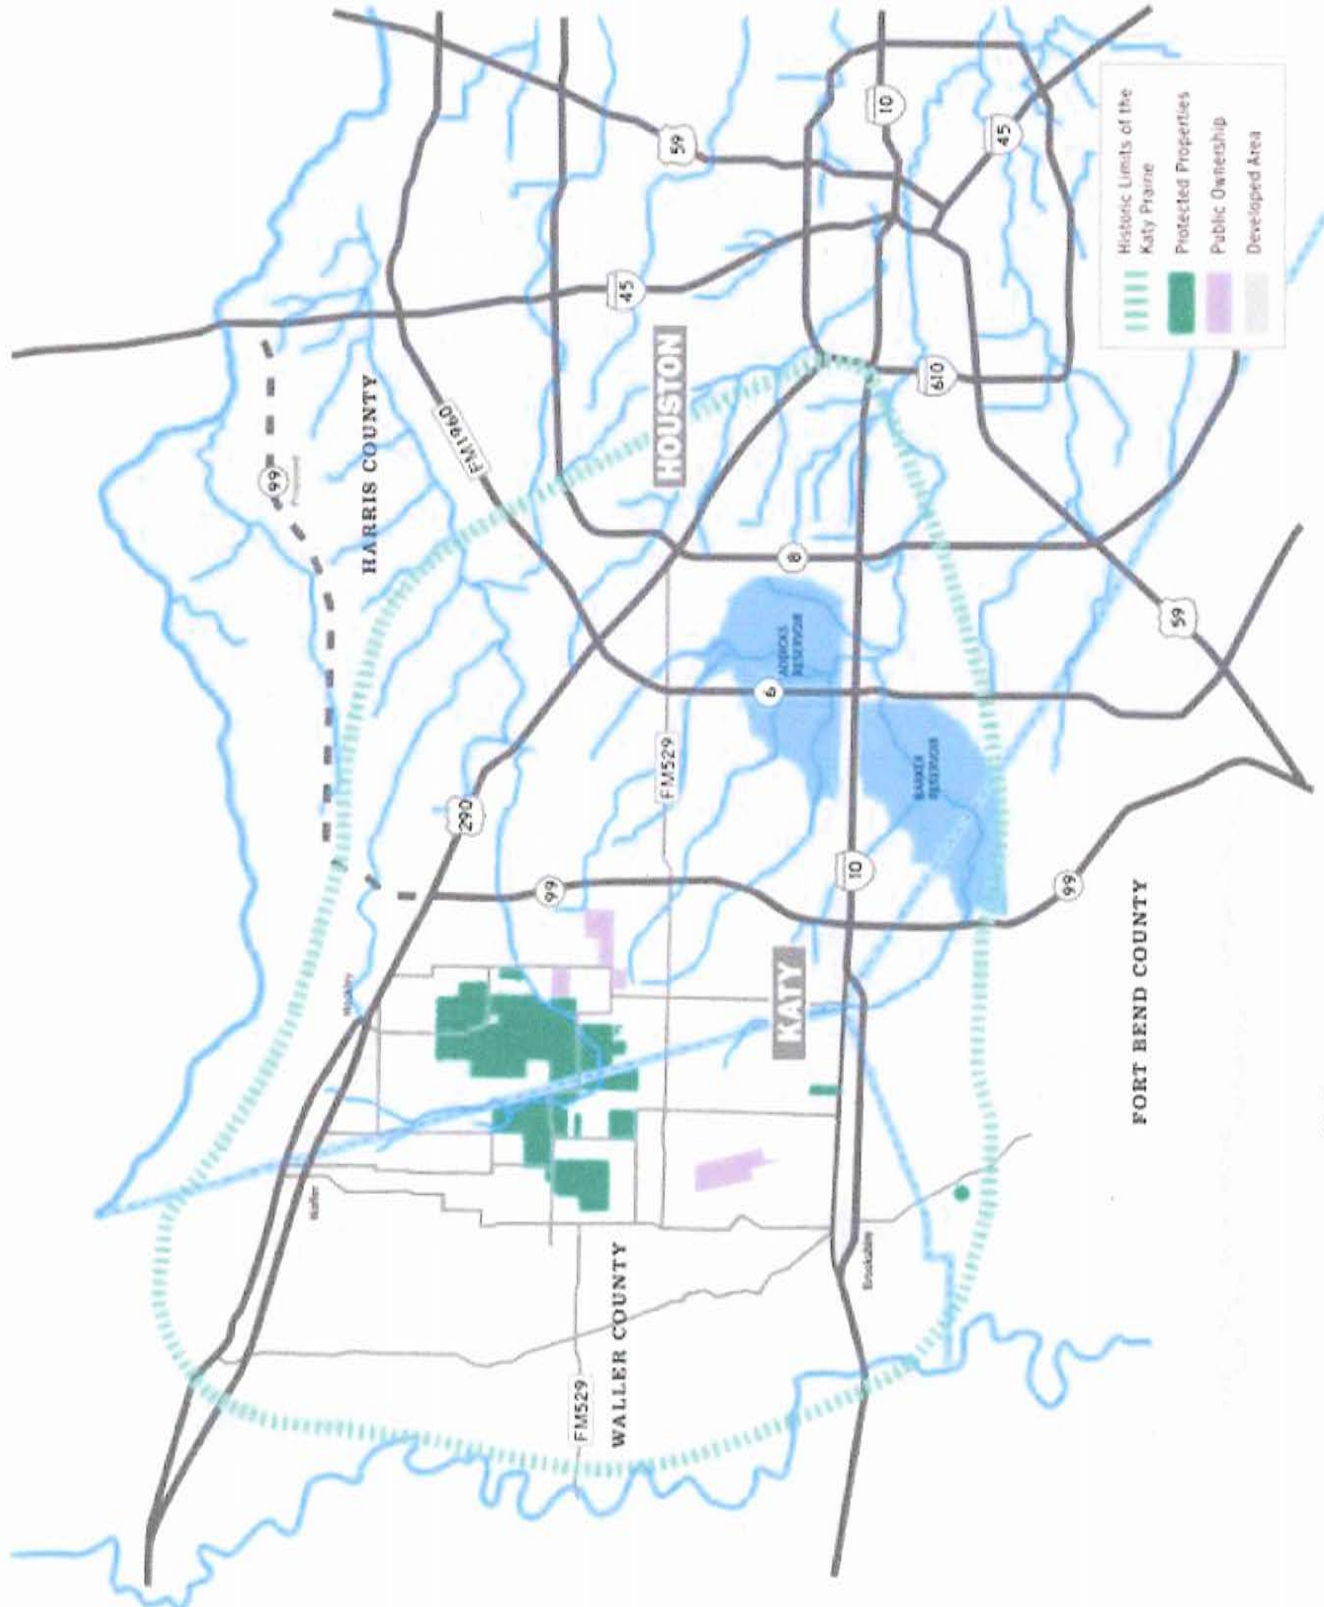 99
Proposed
Waller
Hockley
HARRIS COUNTY
FM1960
290
99
FM529
WALLER COUNTY
45
FM529
HOUSTON
59
6
KATY
8
ADDICKS
RESERVOIR
10
Brookshire
10
BARKER
RESERVOIR
610
45
99
FORT BEND COUNTY
59
Historic Limits of the
Katy Prairie
Protected Properties
Public Ownership
Developed Area